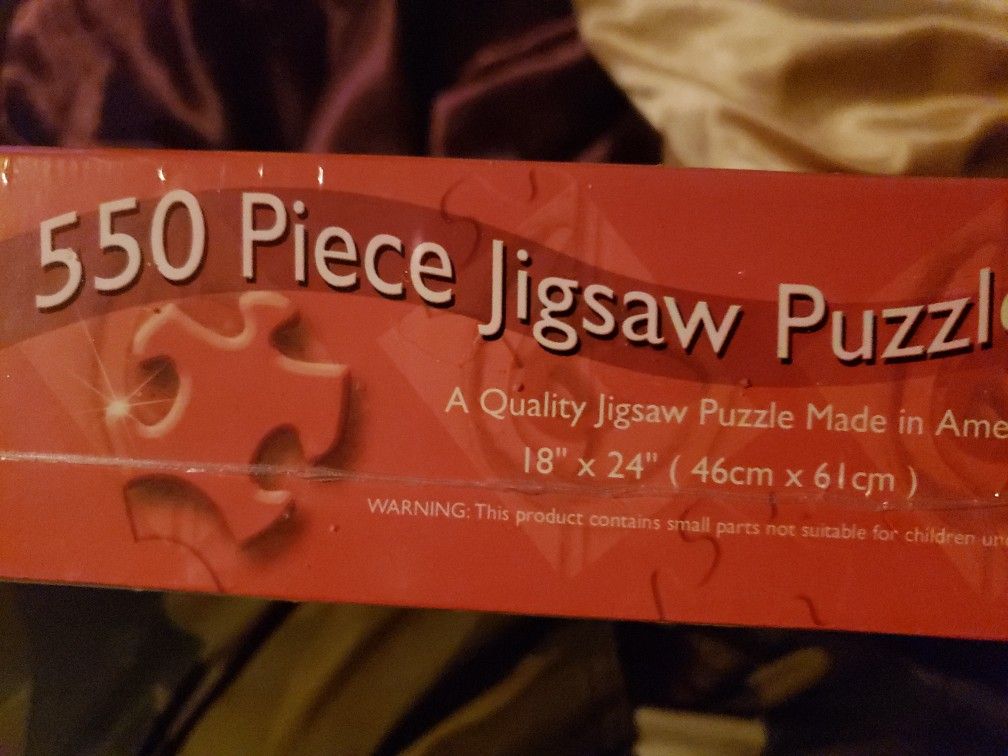 550 Piece Jigsaw Puzzl
A Quality Jigsaw Puzzle Made in Ame
18" x 24" ( 46cm x 61cm )
WARNING: This product contains small parts not suitable for children un